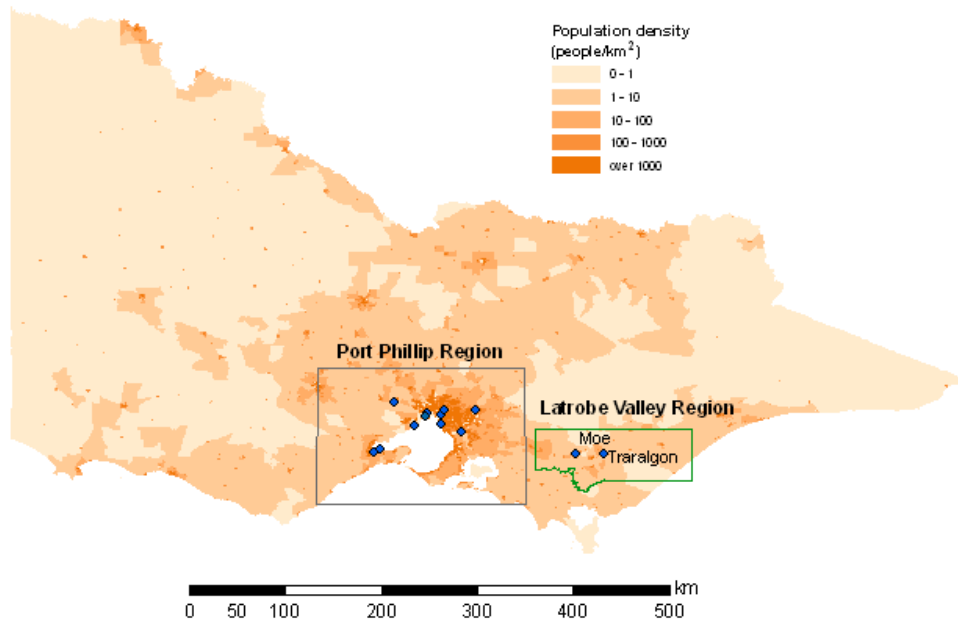 Population density
(people/km²)
0 - 1
1 - 10
10 - 100
100 - 1000
over 1000
Port Phillip Region
Latrobe Valley Region
Moe
Traralgon
km
0 50 100 200 300 400 500